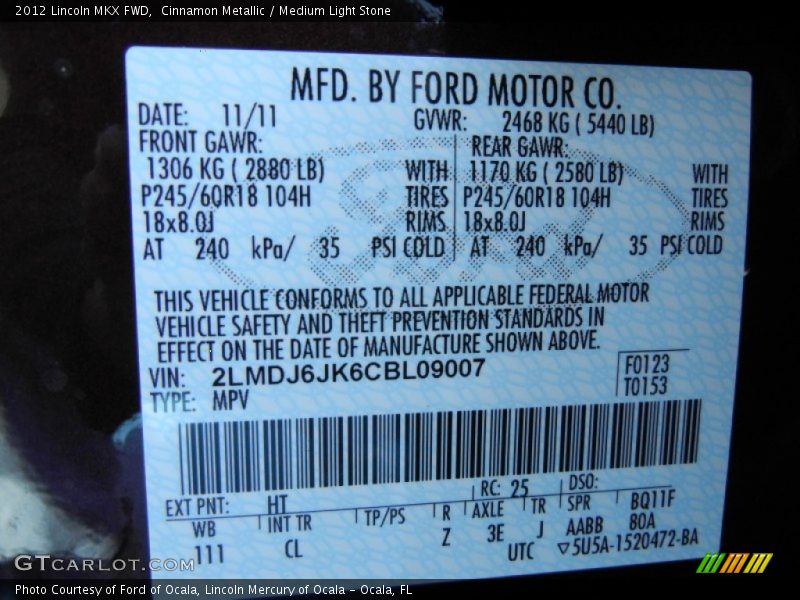 2012 Lincoln MKX FWD,  Cinnamon Metallic / Medium Light Stone
MFD. BY FORD MOTOR CO.
DATE: 11/11 GVWR: 2468 KG ( 5440 LB)
FRONT GAWR: REAR GAWR:
1306 KG ( 2880 LB) WITH 1170 KG ( 2580 LB) WITH
P245/60R18 104H TIRES P245/60R18 104H TIRES
18x8.0J RIMS 18x8.0J RIMS
AT 240 kPa/ 35 PSI COLD AT 240 kPa/ 35 PSI COLD
THIS VEHICLE CONFORMS TO ALL APPLICABLE FEDERAL MOTOR
VEHICLE SAFETY AND THEFT PREVENTION STANDARDS IN
EFFECT ON THE DATE OF MANUFACTURE SHOWN ABOVE.
VIN: 2LMDJ6JK6CBL09007 F0123
TYPE: MPV T0153
EXT PNT: HT RC: 25 DSO:
WB INT TR TP/PS R AXLE TR SPR BQ11F
111 CL Z 3E J AABB 80A
UTC ▽5U5A-1520472-BA
GTCARLOT.COM
Photo Courtesy of Ford of Ocala, Lincoln Mercury of Ocala – Ocala, FL